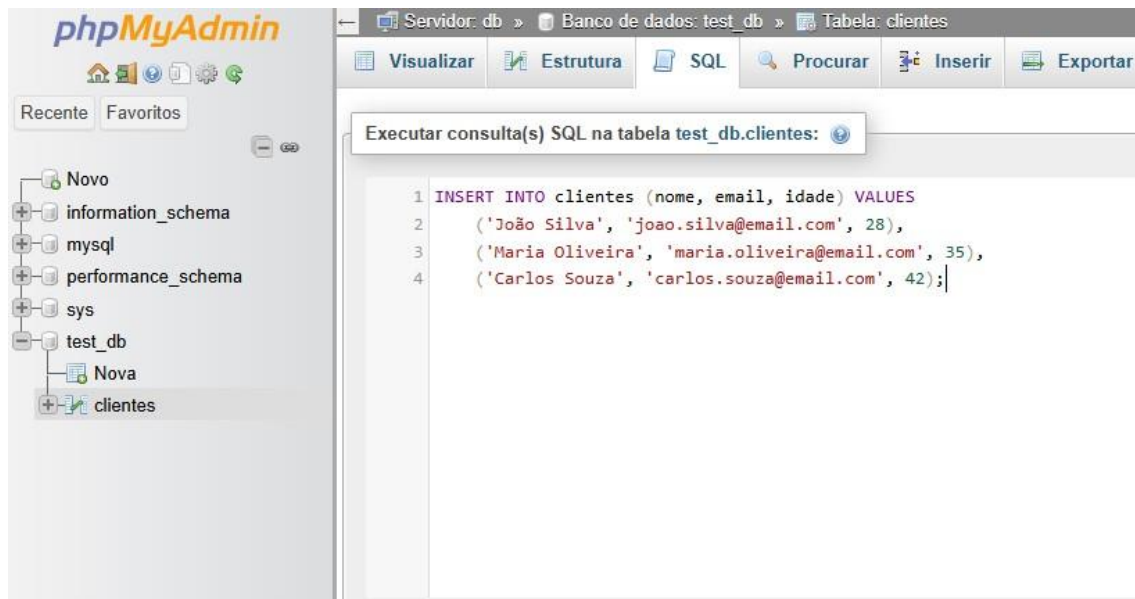 phpMyAdmin
Recente Favoritos
Novo
information_schema
mysql
performance_schema
sys
test_db
Nova
clientes
Servidor: db » Banco de dados: test_db » Tabela: clientes
Visualizar Estrutura SQL Procurar Inserir Exportar
Executar consulta(s) SQL na tabela test_db.clientes:
1 INSERT INTO clientes (nome, email, idade) VALUES
2 ('João Silva', 'joao.silva@email.com', 28),
3 ('Maria Oliveira', 'maria.oliveira@email.com', 35),
4 ('Carlos Souza', 'carlos.souza@email.com', 42);